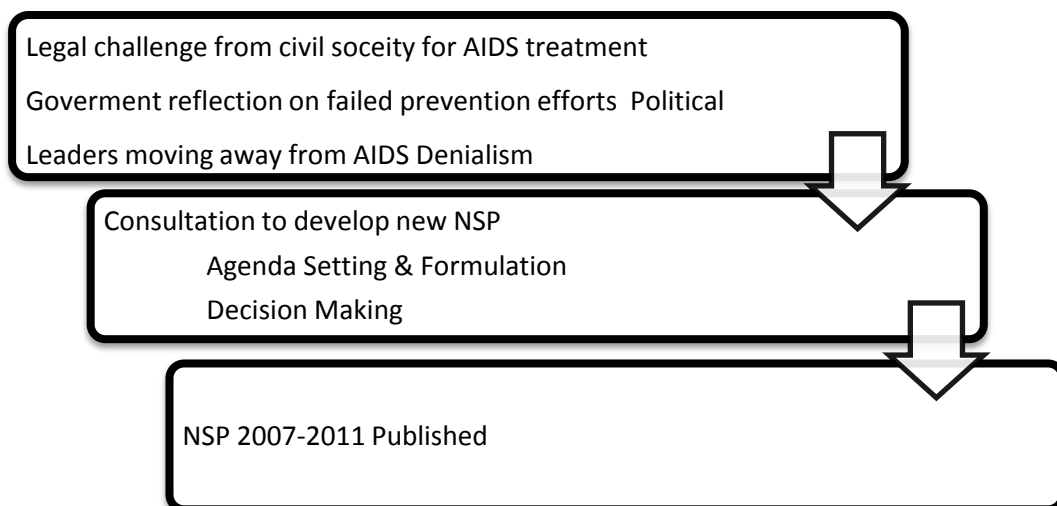 Legal challenge from civil soceity for AIDS treatment
Goverment reflection on failed prevention efforts Political
Leaders moving away from AIDS Denialism
Consultation to develop new NSP
Agenda Setting & Formulation
Decision Making
NSP 2007-2011 Published